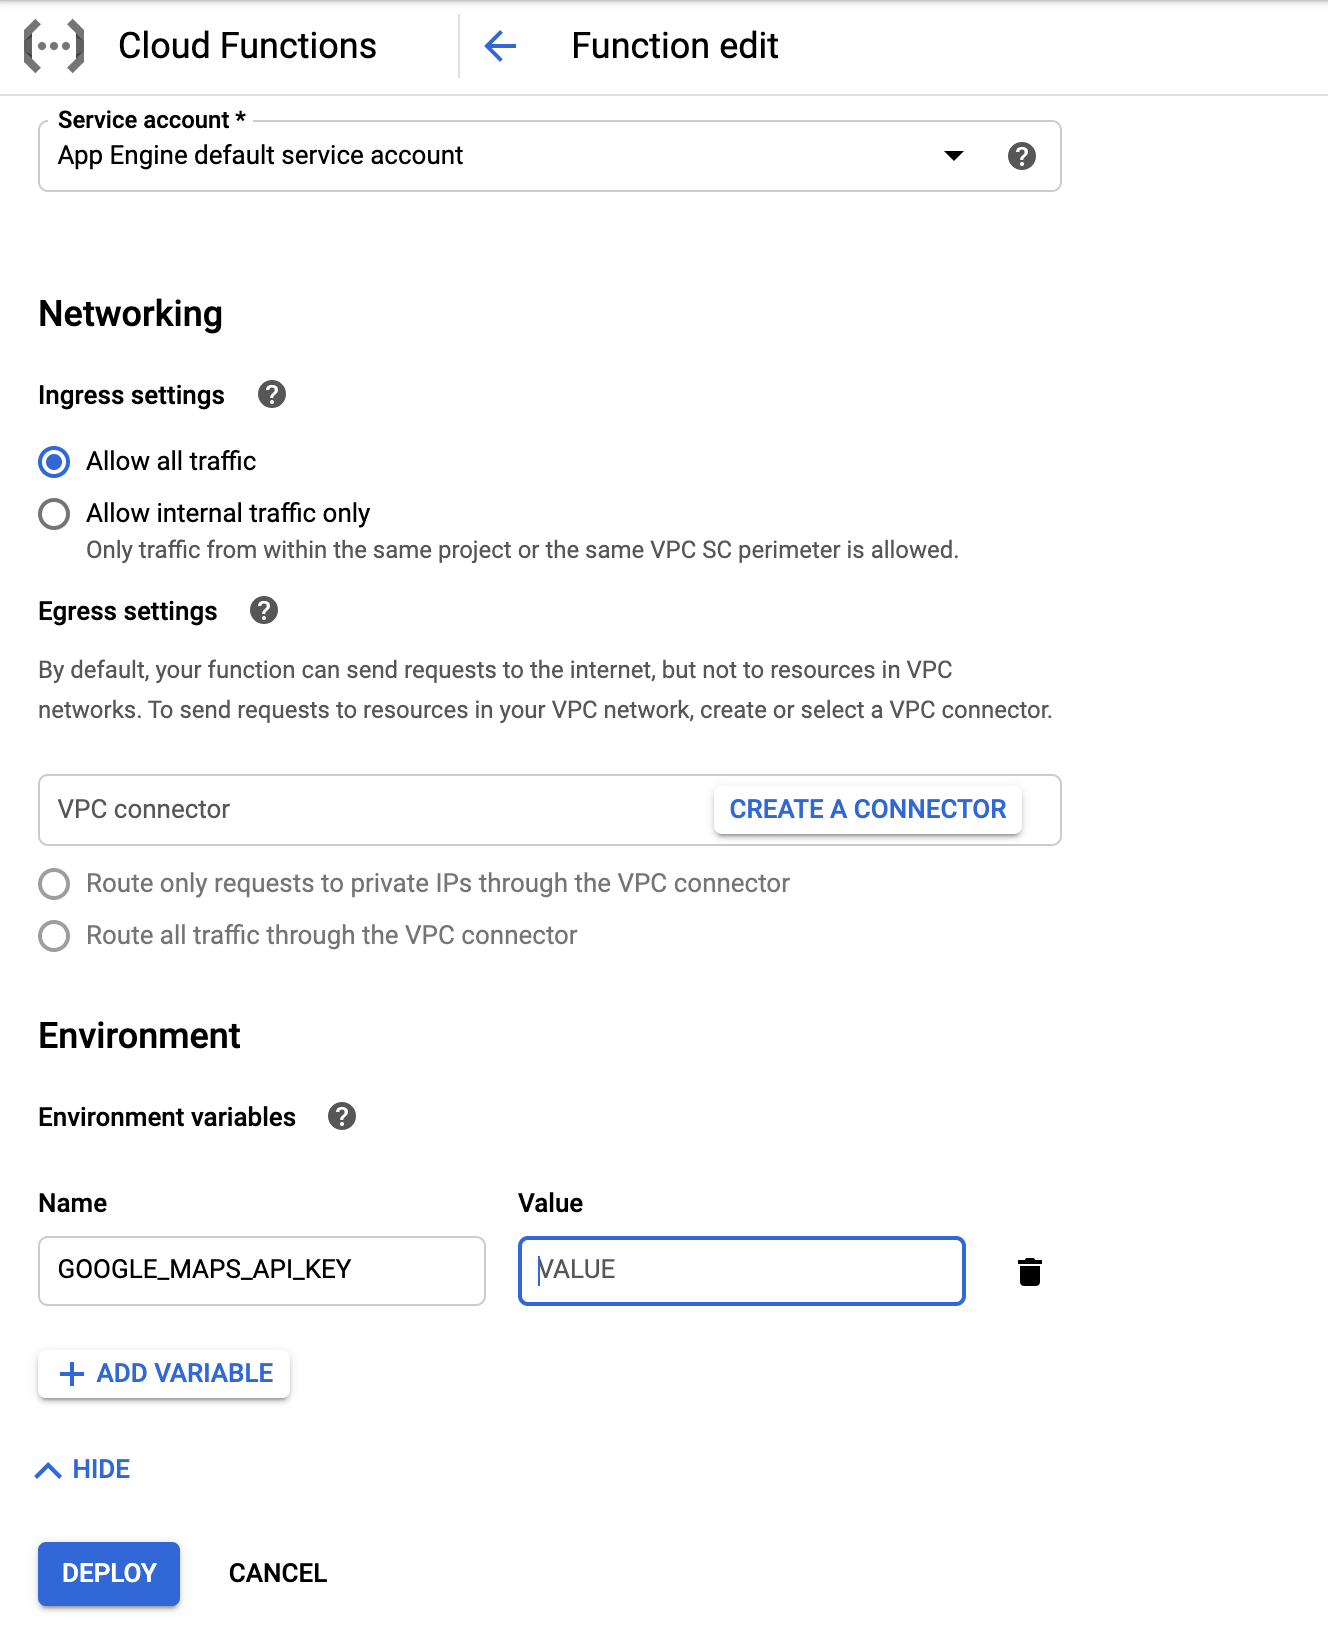 Cloud Functions
Function edit
Service account *
App Engine default service account
Networking
Ingress settings
Allow all traffic
Allow internal traffic only
Only traffic from within the same project or the same VPC SC perimeter is allowed.
Egress settings
By default, your function can send requests to the internet, but not to resources in VPC
networks. To send requests to resources in your VPC network, create or select a VPC connector.
VPC connector
CREATE A CONNECTOR
Route only requests to private IPs through the VPC connector
Route all traffic through the VPC connector
Environment
Environment variables
Name
Value
GOOGLE_MAPS_API_KEY
VALUE
ADD VARIABLE
HIDE
DEPLOY
CANCEL